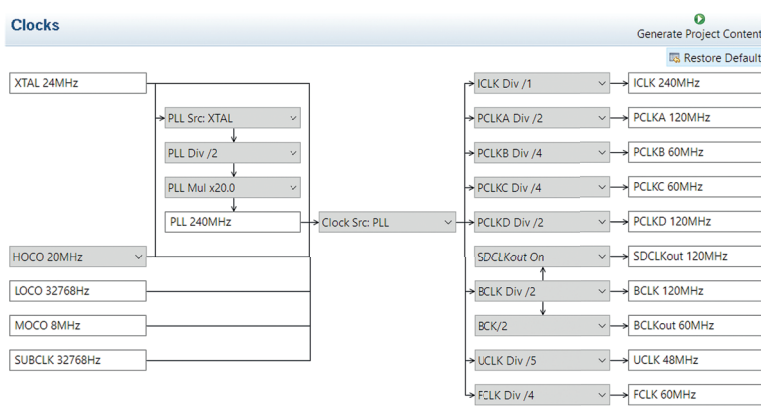 Clocks
Generate Project Content
Restore Default
XTAL 24MHz
ICLK Div /1
ICLK 240MHz
PLL Src: XTAL
PCLKA Div /2
PCLKA 120MHz
PLL Div /2
PCLKB Div /4
PCLKB 60MHz
PLL Mul x20.0
PCLKC Div /4
PCLKC 60MHz
PLL 240MHz
Clock Src: PLL
PCLKD Div /2
PCLKD 120MHz
HOCO 20MHz
SDCLKout On
SDCLKout 120MHz
LOCO 32768Hz
BCLK Div /2
BCLK 120MHz
MOCO 8MHz
BCK/2
BCLKout 60MHz
SUBCLK 32768Hz
UCLK Div /5
UCLK 48MHz
FCLK Div /4
FCLK 60MHz